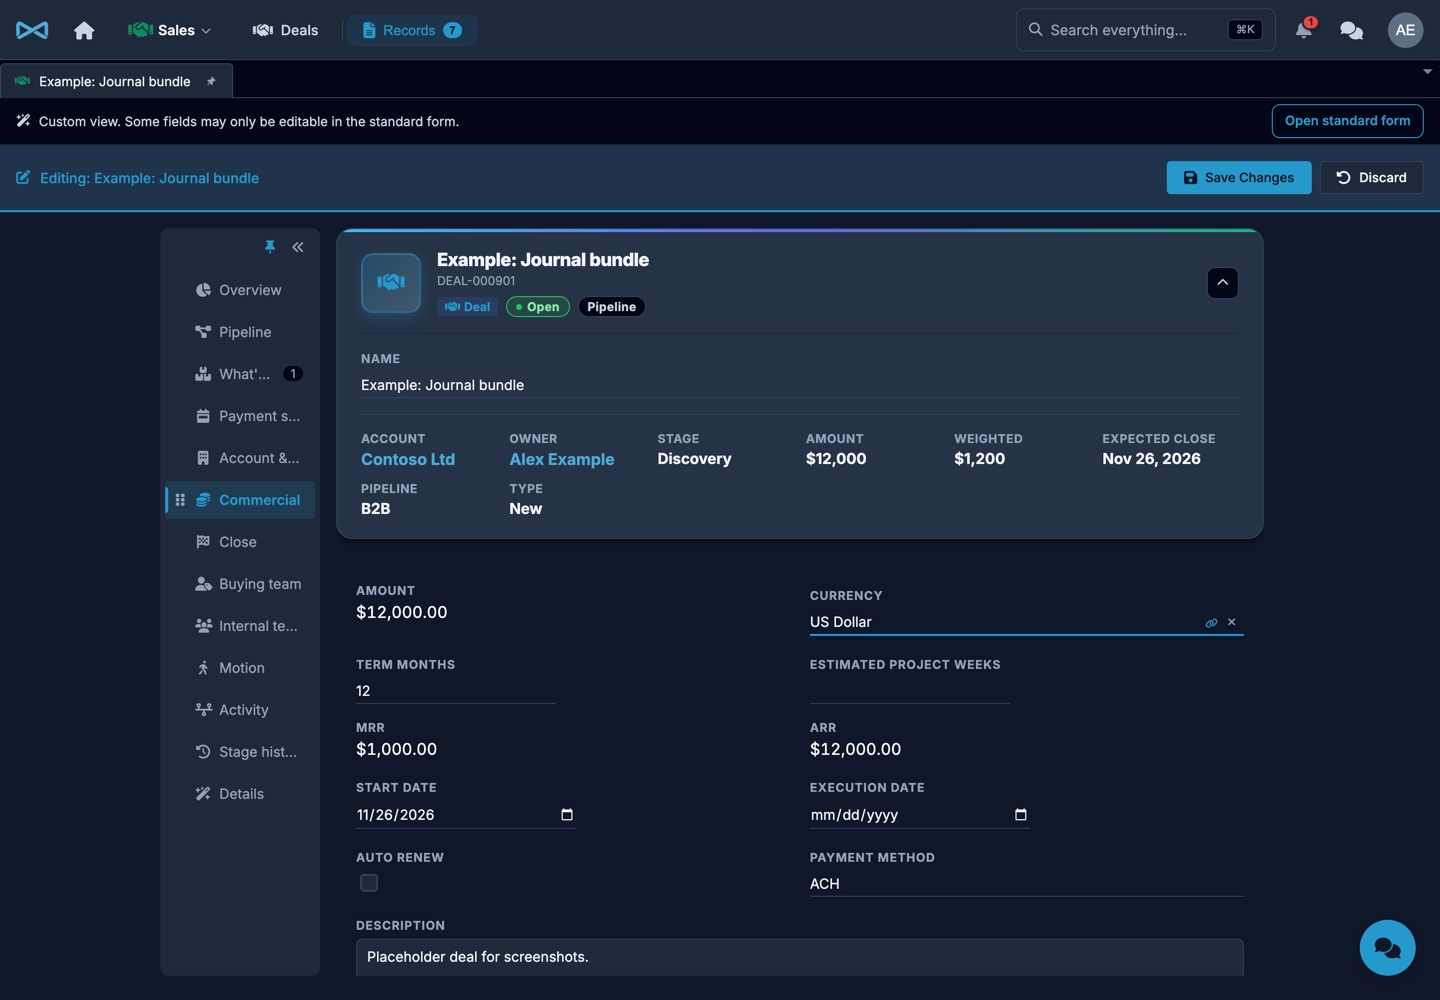 Sales
Deals
Records 7
Search everything... ⌘K
1
AE
Example: Journal bundle
Custom view. Some fields may only be editable in the standard form.
Open standard form
Editing: Example: Journal bundle
Save Changes
Discard
Overview
Pipeline
What'... 1
Payment s...
Account &...
Commercial
Close
Buying team
Internal te...
Motion
Activity
Stage hist...
Details
Example: Journal bundle
DEAL-000901
Deal Open Pipeline
NAME
Example: Journal bundle
ACCOUNT OWNER STAGE AMOUNT WEIGHTED EXPECTED CLOSE
Contoso Ltd Alex Example Discovery $12,000 $1,200 Nov 26, 2026
PIPELINE TYPE
B2B New
AMOUNT
$12,000.00
CURRENCY
US Dollar
TERM MONTHS
12
ESTIMATED PROJECT WEEKS
MRR
$1,000.00
ARR
$12,000.00
START DATE
11/26/2026
EXECUTION DATE
mm/dd/yyyy
AUTO RENEW
PAYMENT METHOD
ACH
DESCRIPTION
Placeholder deal for screenshots.